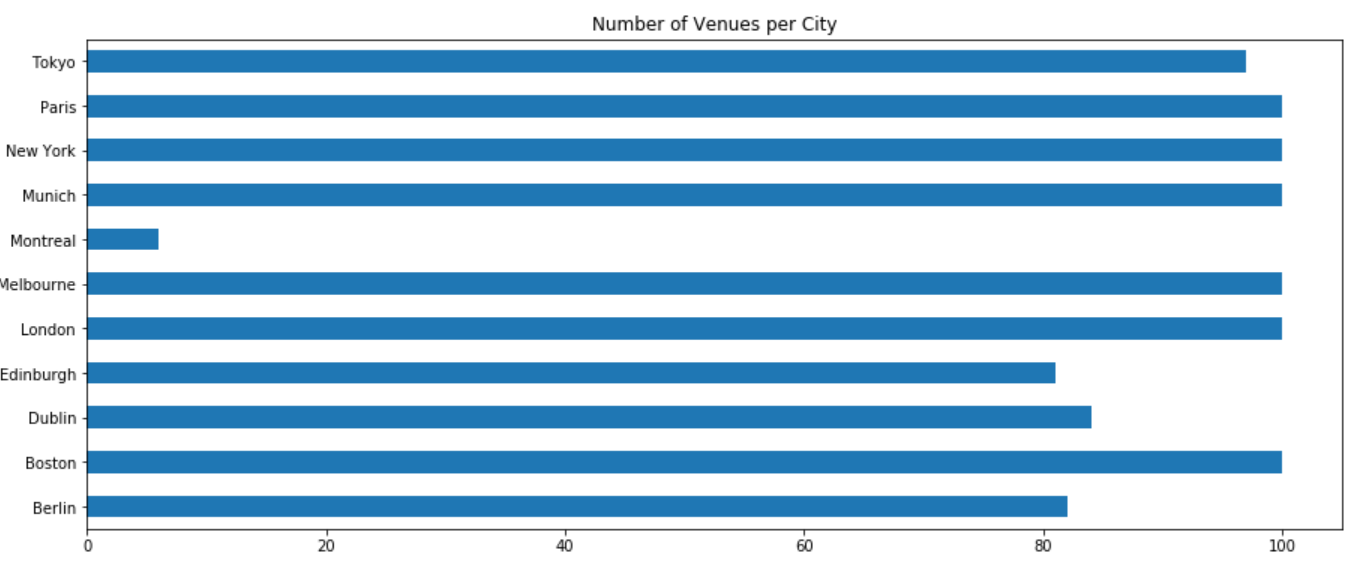 Number of Venues per City
Tokyo
Paris
New York
Munich
Montreal
Melbourne
London
Edinburgh
Dublin
Boston
Berlin
0 20 40 60 80 100